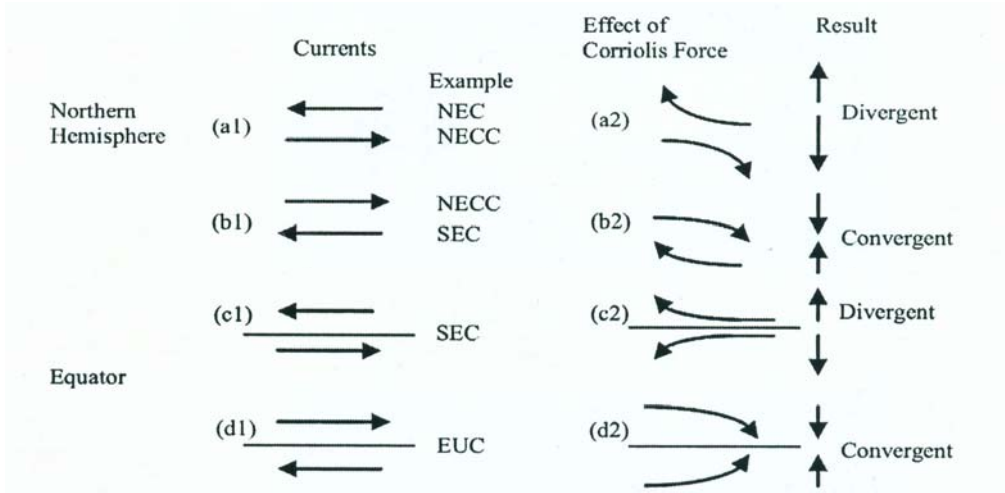 Effect of
Corriolis Force
Result
Currents
Example
Northern
Hemisphere
(a1)
NEC
NECC
(a2)
Divergent
(b1)
NECC
SEC
(b2)
Convergent
(c1)
SEC
(c2)
Divergent
Equator
(d1)
EUC
(d2)
Convergent